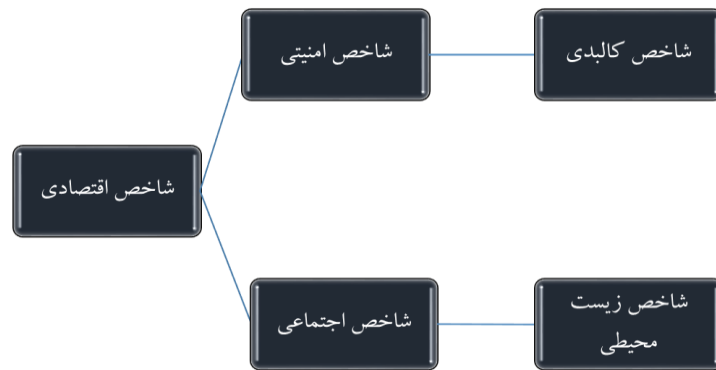 شاخص کالبدی
شاخص امنیتی
شاخص اقتصادی
شاخص زیست
محیطی
شاخص اجتماعی